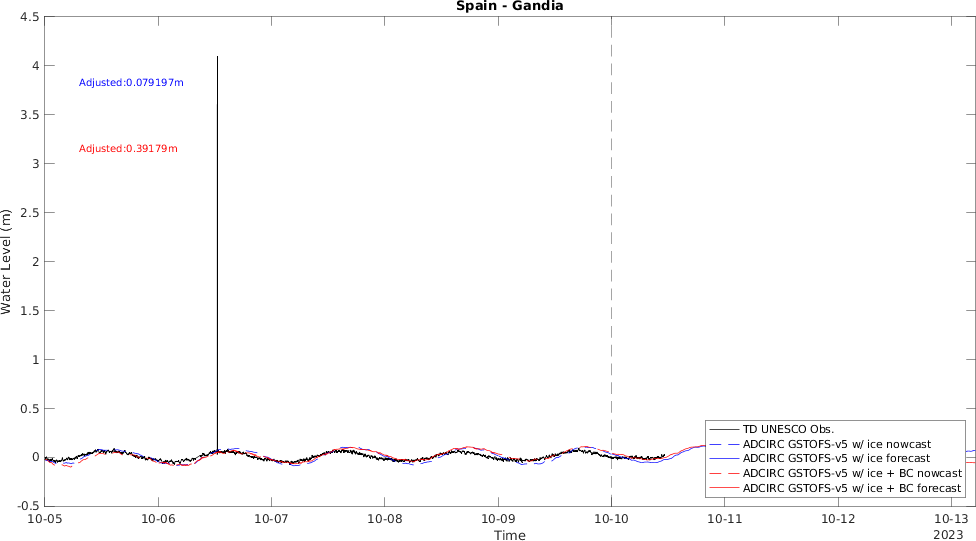 Spain - Gandia
4.5
4
3.5
3
2.5
2
1.5
1
0.5
0
-0.5
Water Level (m)
Adjusted:0.079197m
Adjusted:0.39179m
TD UNESCO Obs.
ADCIRC GSTOFS-v5 w/ ice nowcast
ADCIRC GSTOFS-v5 w/ ice forecast
ADCIRC GSTOFS-v5 w/ ice + BC nowcast
ADCIRC GSTOFS-v5 w/ ice + BC forecast
10-05 10-06 10-07 10-08 10-09 10-10 10-11 10-12 10-13
Time 2023